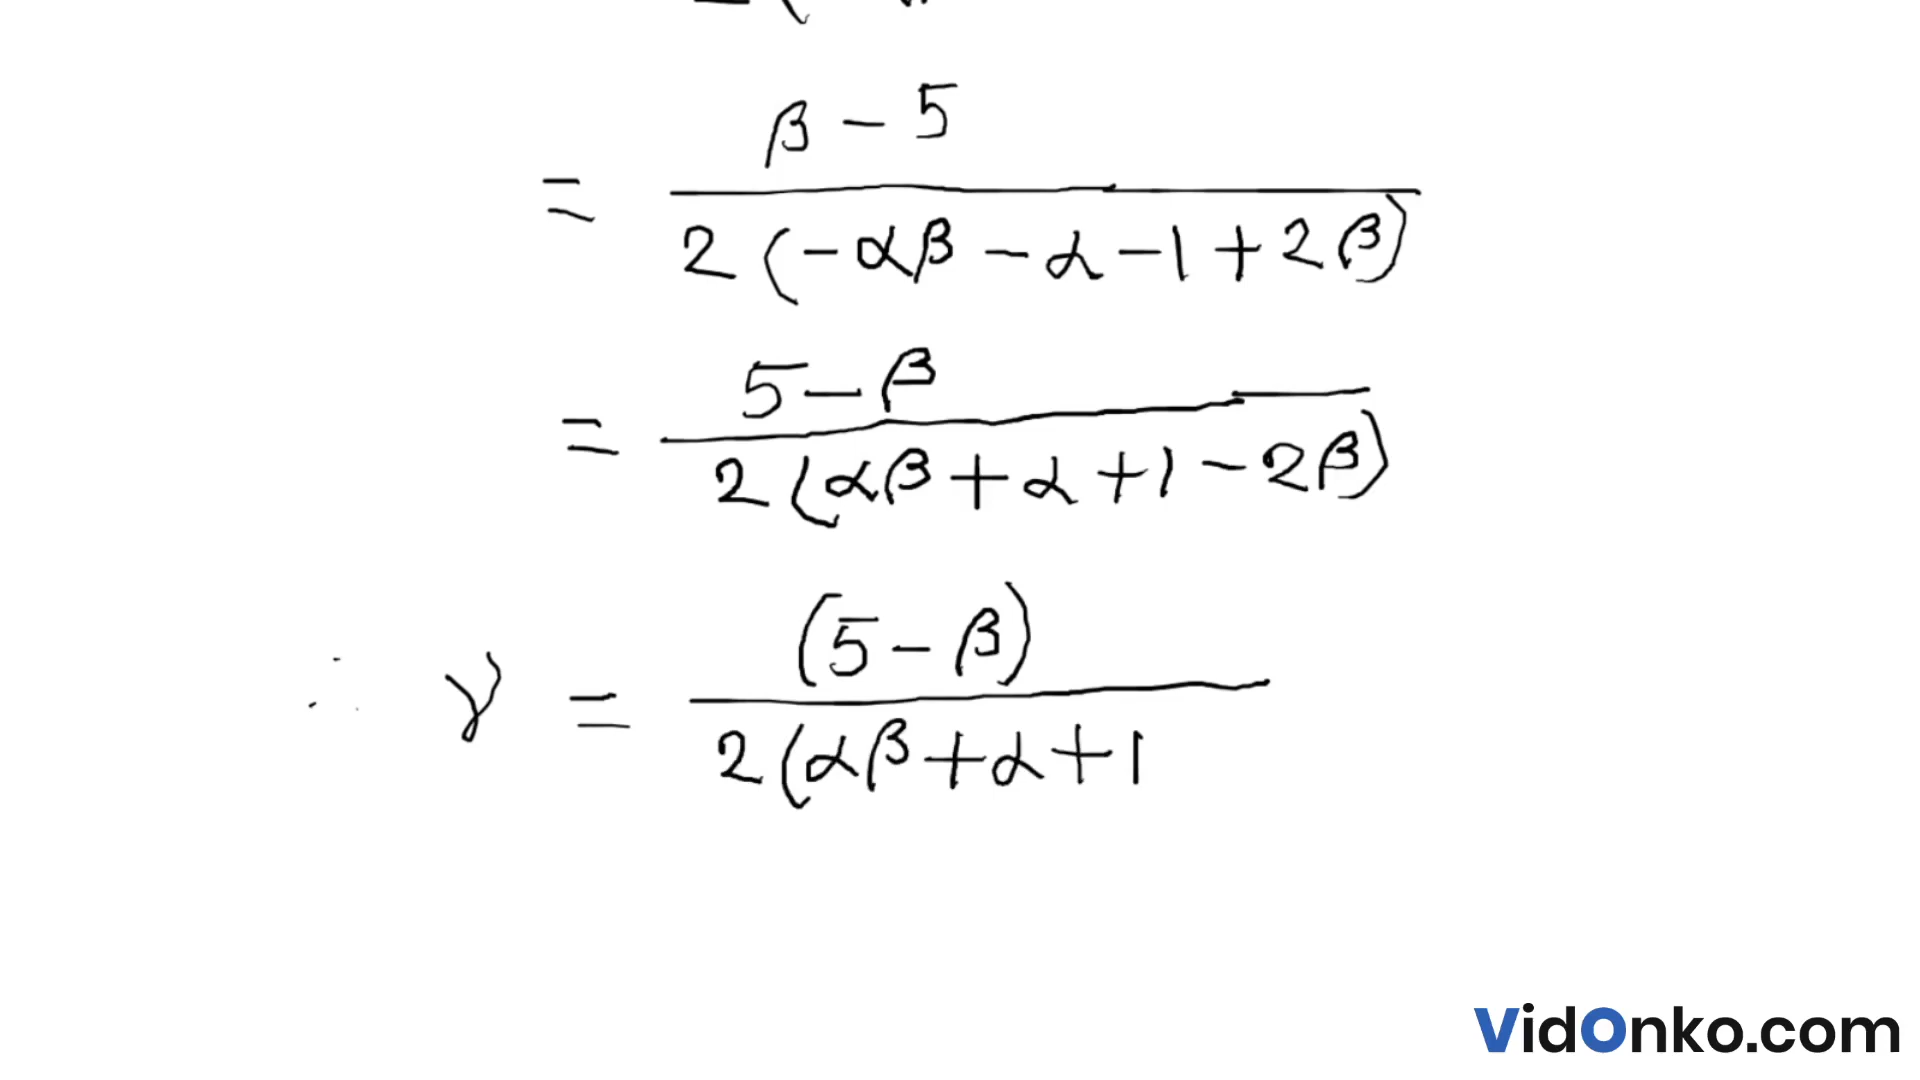 = β - 5 / 2(-αβ - α - 1 + 2β)
= 5 - β / 2(αβ + α + 1 - 2β)
∴ γ = (5 - β) / 2(αβ + α + 1
VidOnko.com